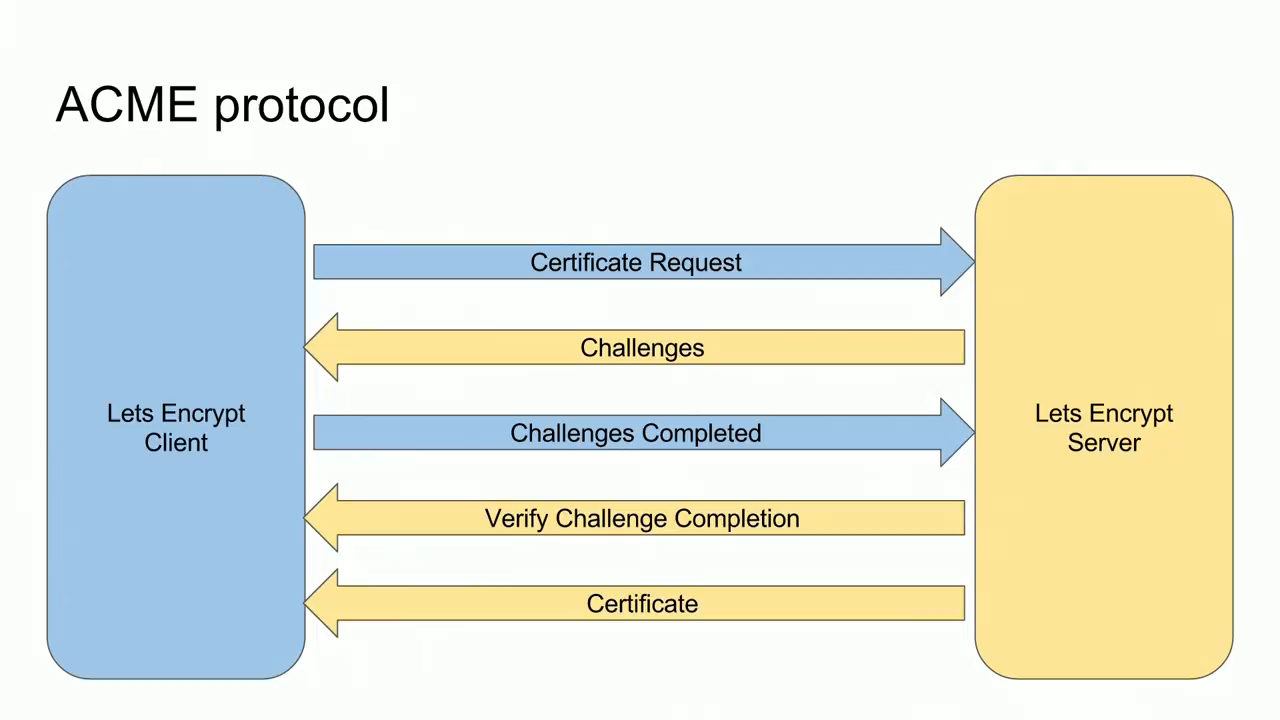 ACME protocol
Certificate Request
Challenges
Lets Encrypt
Client
Challenges Completed
Lets Encrypt
Server
Verify Challenge Completion
Certificate